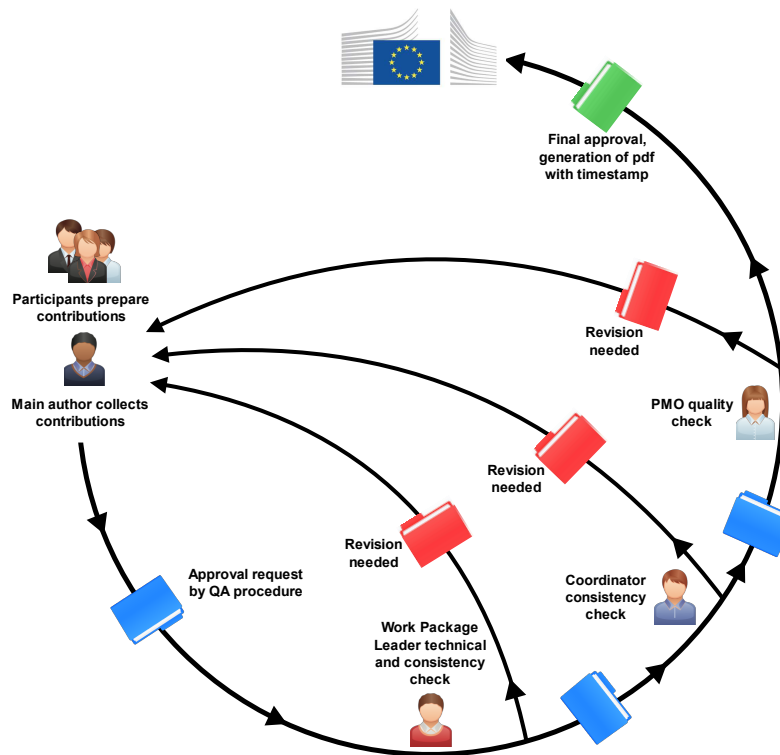 Final approval,
generation of pdf
with timestamp
Participants prepare
contributions
Revision
needed
Main author collects
contributions
PMO quality
check
Revision
needed
Revision
needed
Approval request
by QA procedure
Coordinator
consistency
check
Work Package
Leader technical
and consistency
check